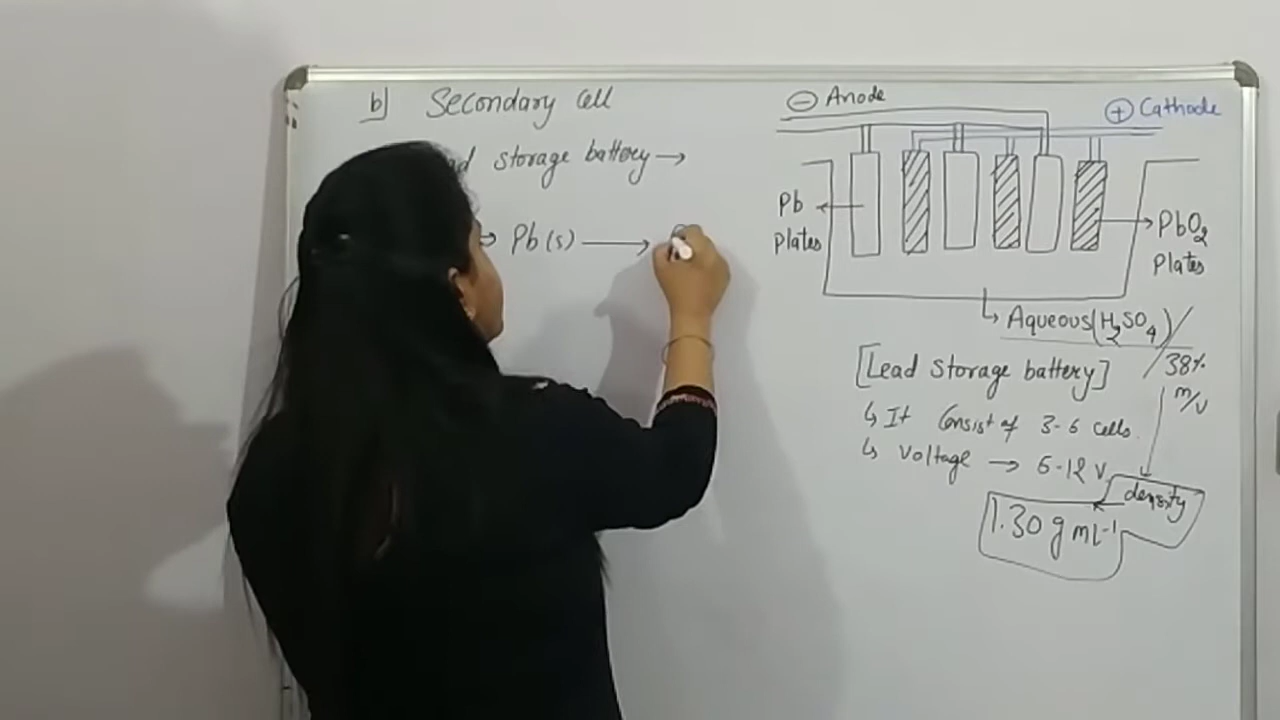 b] Secondary Cell
storage battery →
⇒ Pb(s) ⟶
⊖ Anode
⊕ Cathode
Pb
plates
PbO2
plates
↳ Aqueous (H2SO4) / 38%
m/V
[Lead storage battery]
↳ It Consist of 3-6 cells.
↳ Voltage → 6-12 V
density
1.30 g mL⁻¹